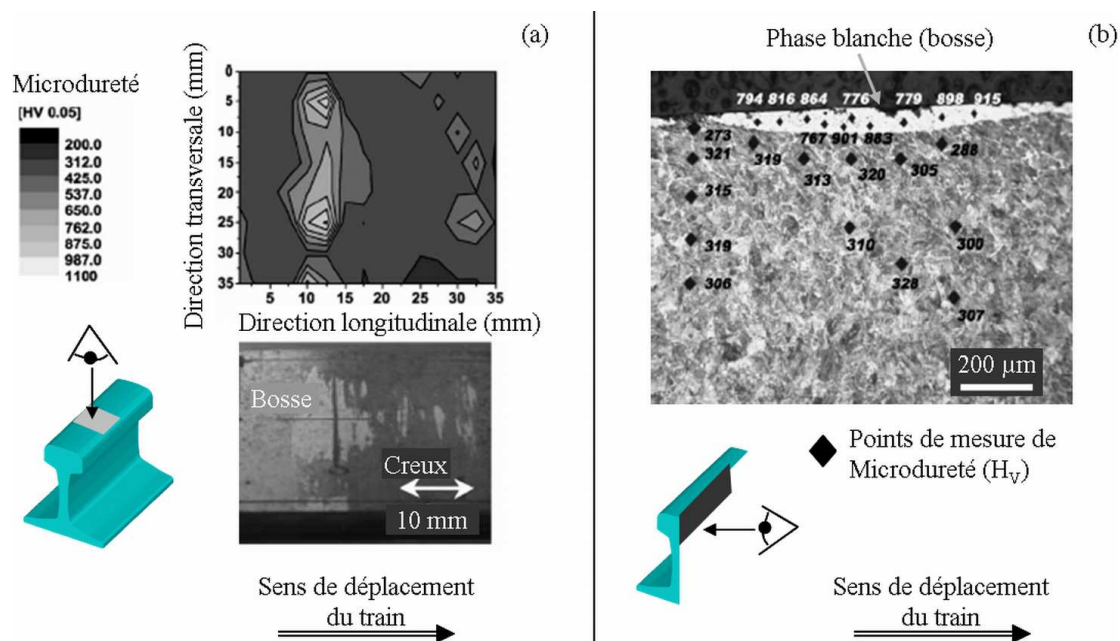 (a)
Microdureté
[HV 0.05]
200.0
312.0
425.0
537.0
650.0
762.0
875.0
987.0
1100
Direction transversale (mm)
0
5
10
15
20
25
30
35
5 10 15 20 25 30 35
Direction longitudinale (mm)
Bosse
Creux
10 mm
Sens de déplacement
du train
(b)
Phase blanche (bosse)
794 816 864 776 779 898 915
767 901 863
273
321
319
313
320
305
288
315
319
310
300
306
328
307
200 µm
Points de mesure de
Microdureté (HV)
Sens de déplacement
du train